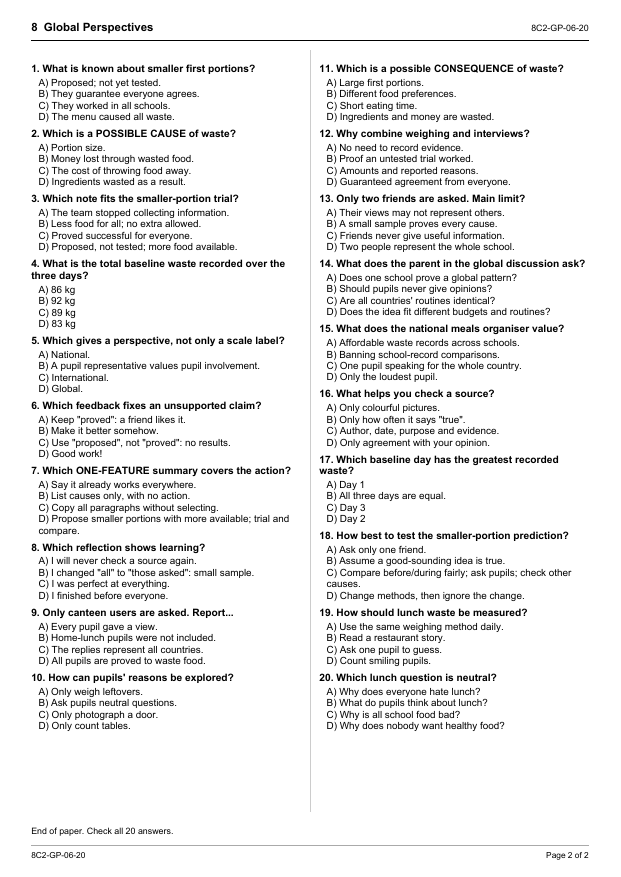 8 Global Perspectives
8C2-GP-06-20
1. What is known about smaller first portions?
A) Proposed; not yet tested.
B) They guarantee everyone agrees.
C) They worked in all schools.
D) The menu caused all waste.
2. Which is a POSSIBLE CAUSE of waste?
A) Portion size.
B) Money lost through wasted food.
C) The cost of throwing food away.
D) Ingredients wasted as a result.
3. Which note fits the smaller-portion trial?
A) The team stopped collecting information.
B) Less food for all; no extra allowed.
C) Proved successful for everyone.
D) Proposed, not tested; more food available.
4. What is the total baseline waste recorded over the
three days?
A) 86 kg
B) 92 kg
C) 89 kg
D) 83 kg
5. Which gives a perspective, not only a scale label?
A) National.
B) A pupil representative values pupil involvement.
C) International.
D) Global.
6. Which feedback fixes an unsupported claim?
A) Keep "proved": a friend likes it.
B) Make it better somehow.
C) Use "proposed", not "proved": no results.
D) Good work!
7. Which ONE-FEATURE summary covers the action?
A) Say it already works everywhere.
B) List causes only, with no action.
C) Copy all paragraphs without selecting.
D) Propose smaller portions with more available; trial and
compare.
8. Which reflection shows learning?
A) I will never check a source again.
B) I changed "all" to "those asked": small sample.
C) I was perfect at everything.
D) I finished before everyone.
9. Only canteen users are asked. Report...
A) Every pupil gave a view.
B) Home-lunch pupils were not included.
C) The replies represent all countries.
D) All pupils are proved to waste food.
10. How can pupils' reasons be explored?
A) Only weigh leftovers.
B) Ask pupils neutral questions.
C) Only photograph a door.
D) Only count tables.
11. Which is a possible CONSEQUENCE of waste?
A) Large first portions.
B) Different food preferences.
C) Short eating time.
D) Ingredients and money are wasted.
12. Why combine weighing and interviews?
A) No need to record evidence.
B) Proof an untested trial worked.
C) Amounts and reported reasons.
D) Guaranteed agreement from everyone.
13. Only two friends are asked. Main limit?
A) Their views may not represent others.
B) A small sample proves every cause.
C) Friends never give useful information.
D) Two people represent the whole school.
14. What does the parent in the global discussion ask?
A) Does one school prove a global pattern?
B) Should pupils never give opinions?
C) Are all countries' routines identical?
D) Does the idea fit different budgets and routines?
15. What does the national meals organiser value?
A) Affordable waste records across schools.
B) Banning school-record comparisons.
C) One pupil speaking for the whole country.
D) Only the loudest pupil.
16. What helps you check a source?
A) Only colourful pictures.
B) Only how often it says "true".
C) Author, date, purpose and evidence.
D) Only agreement with your opinion.
17. Which baseline day has the greatest recorded
waste?
A) Day 1
B) All three days are equal.
C) Day 3
D) Day 2
18. How best to test the smaller-portion prediction?
A) Ask only one friend.
B) Assume a good-sounding idea is true.
C) Compare before/during fairly; ask pupils; check other
causes.
D) Change methods, then ignore the change.
19. How should lunch waste be measured?
A) Use the same weighing method daily.
B) Read a restaurant story.
C) Ask one pupil to guess.
D) Count smiling pupils.
20. Which lunch question is neutral?
A) Why does everyone hate lunch?
B) What do pupils think about lunch?
C) Why is all school food bad?
D) Why does nobody want healthy food?
End of paper. Check all 20 answers.
8C2-GP-06-20
Page 2 of 2